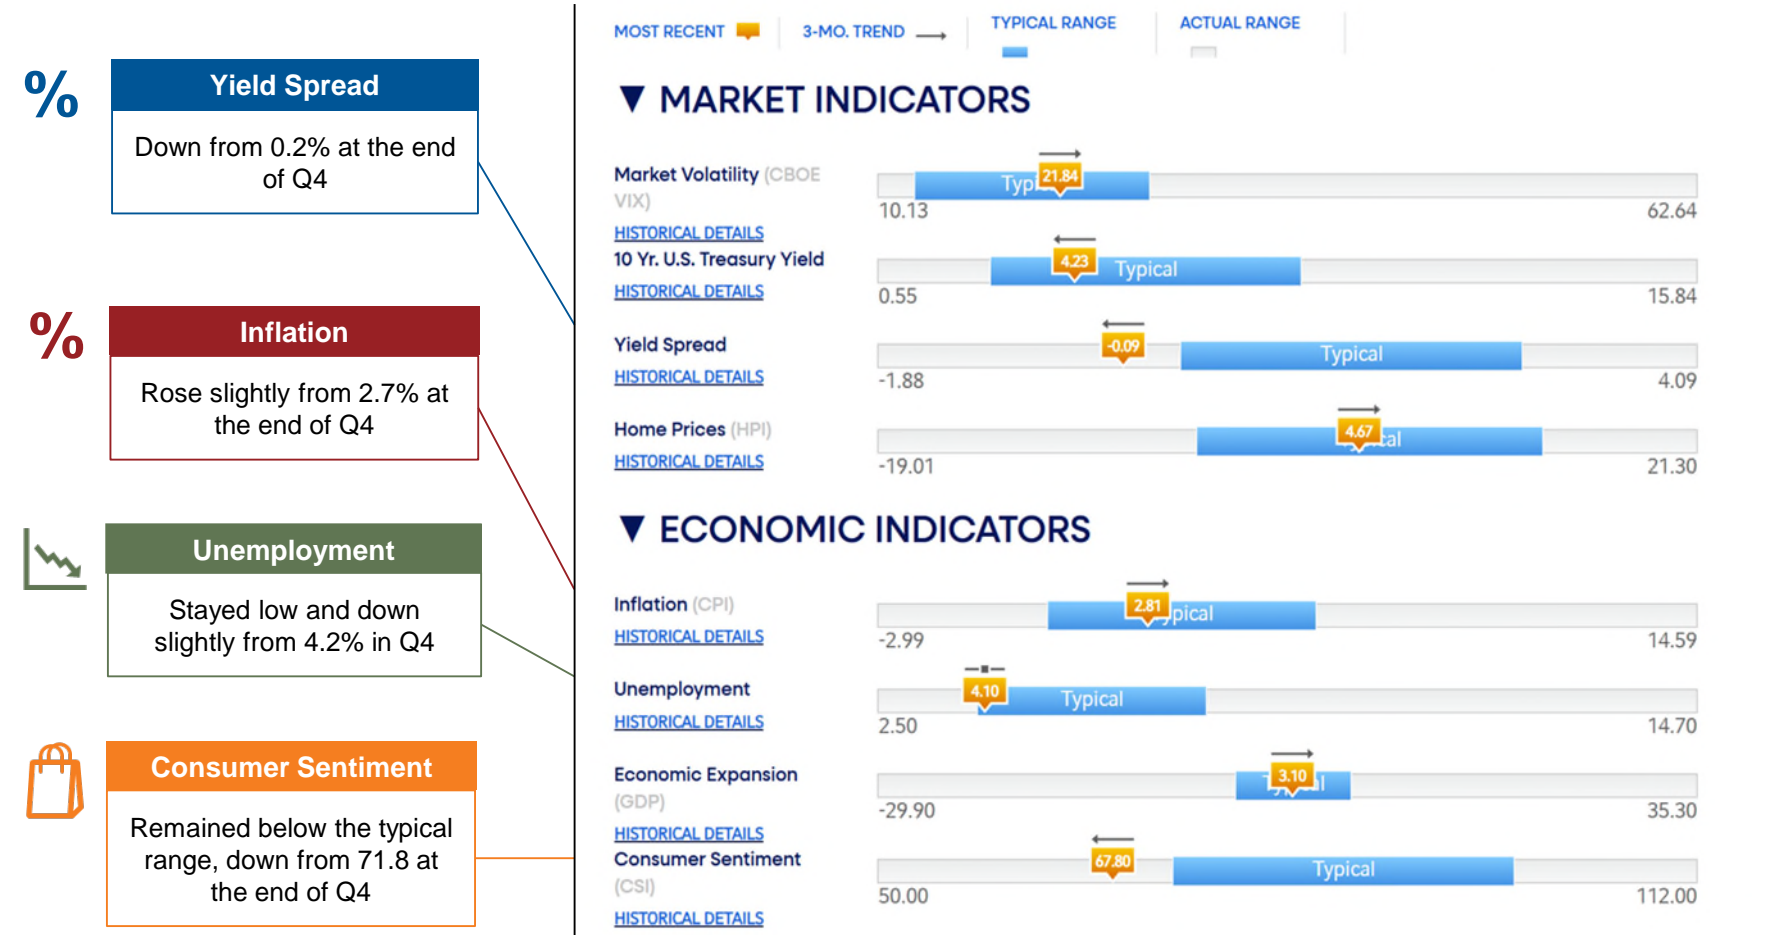 %
Yield Spread
Down from 0.2% at the end
of Q4
%
Inflation
Rose slightly from 2.7% at
the end of Q4
Unemployment
Stayed low and down
slightly from 4.2% in Q4
Consumer Sentiment
Remained below the typical
range, down from 71.8 at
the end of Q4
MOST RECENT
3-MO. TREND
TYPICAL RANGE
ACTUAL RANGE
▼ MARKET INDICATORS
Market Volatility (CBOE
VIX)
HISTORICAL DETAILS
21.84
10.13
62.64
10 Yr. U.S. Treasury Yield
HISTORICAL DETAILS
4.23
Typical
0.55
15.84
Yield Spread
HISTORICAL DETAILS
-0.09
Typical
-1.88
4.09
Home Prices (HPI)
HISTORICAL DETAILS
4.67
-19.01
21.30
▼ ECONOMIC INDICATORS
Inflation (CPI)
HISTORICAL DETAILS
2.81
-2.99
14.59
Unemployment
HISTORICAL DETAILS
4.10
Typical
2.50
14.70
Economic Expansion
(GDP)
HISTORICAL DETAILS
3.10
-29.90
35.30
Consumer Sentiment
(CSI)
HISTORICAL DETAILS
67.80
Typical
50.00
112.00